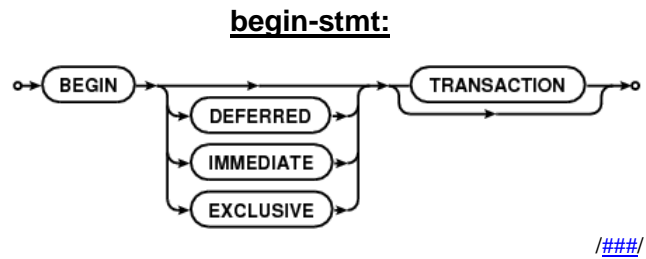 begin-stmt:
BEGIN
TRANSACTION
DEFERRED
IMMEDIATE
EXCLUSIVE
/###/